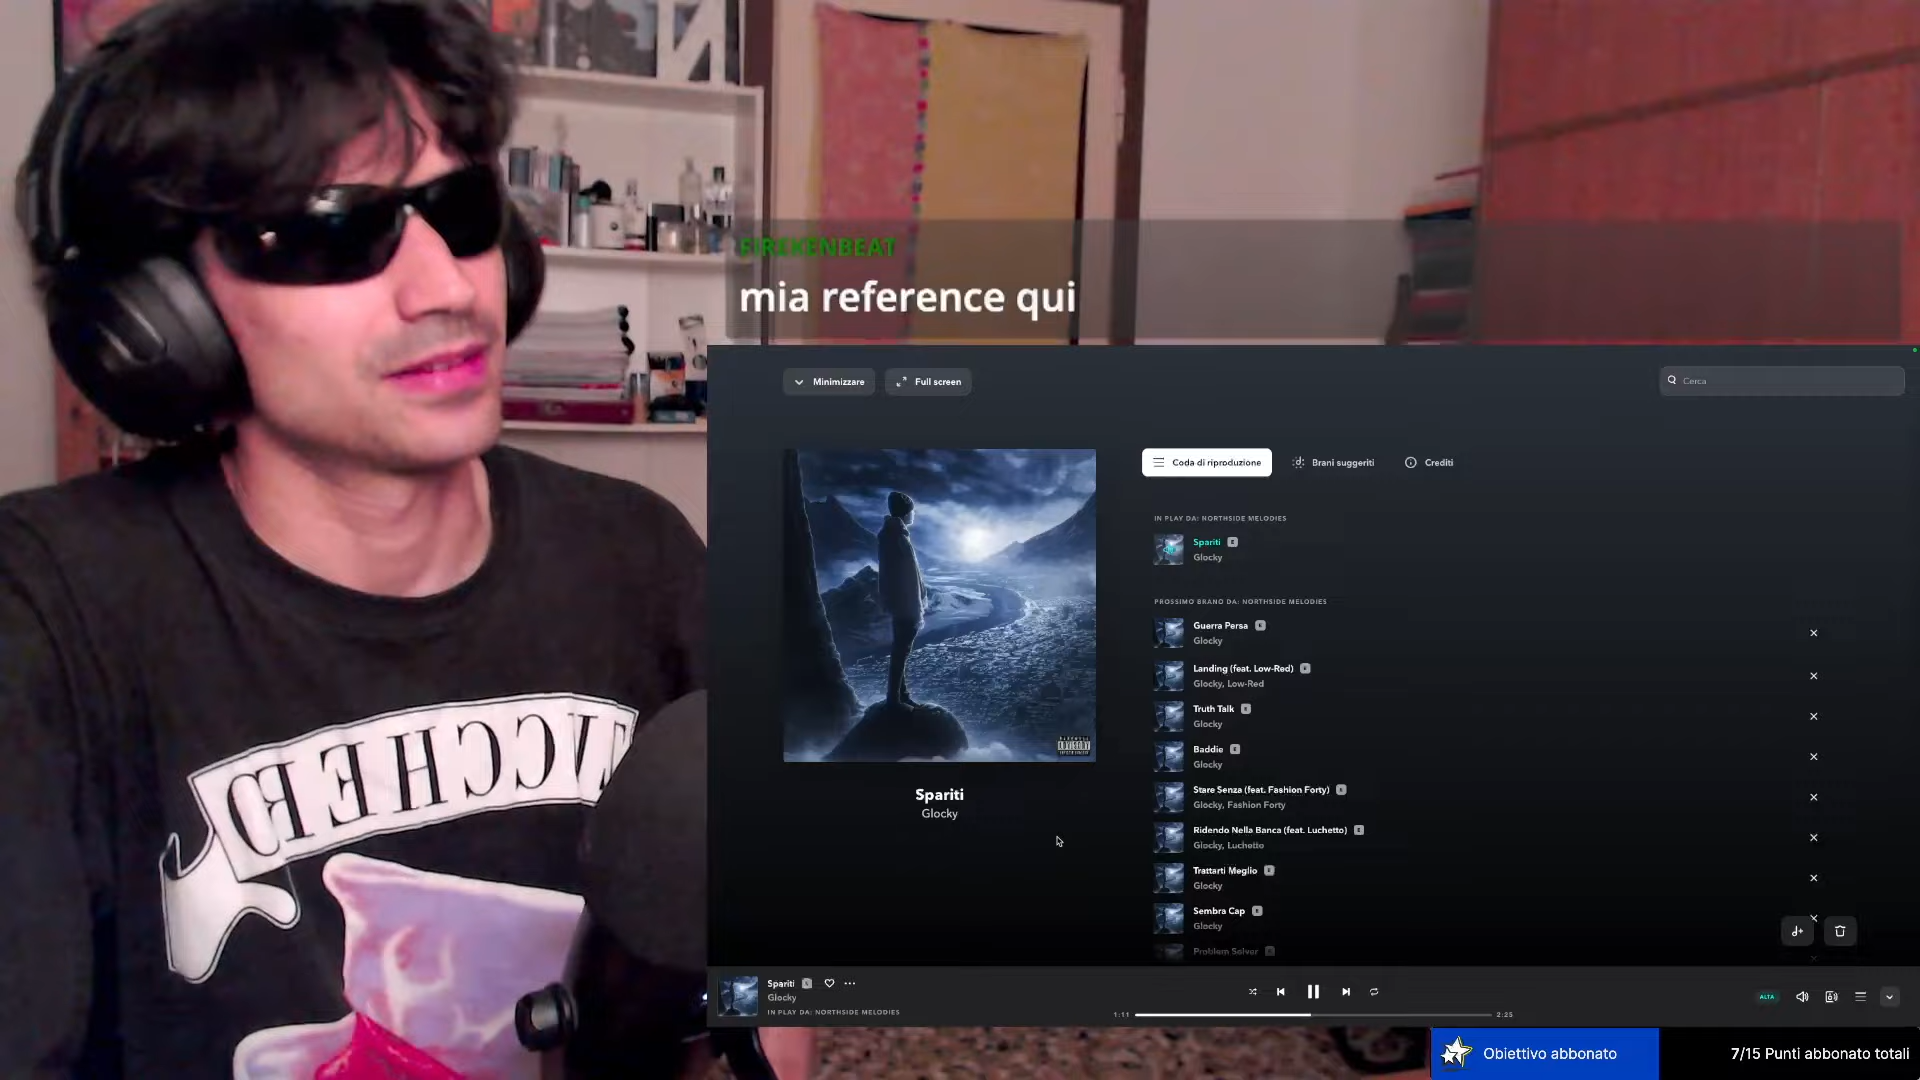 FIREKENBEAT
mia reference qui
Minimizzare
Full screen
Cerca
Coda di riproduzione
Brani suggeriti
Crediti
IN PLAY DA: NORTHSIDE MELODIES
Spariti E
Glocky
PROSSIMO BRANO DA: NORTHSIDE MELODIES
Guerra Persa E
Glocky
Landing (feat. Low-Red) E
Glocky, Low-Red
Truth Talk E
Glocky
Baddie E
Glocky
Stare Senza (feat. Fashion Forty) E
Glocky, Fashion Forty
Ridendo Nella Banca (feat. Luchetto) E
Glocky, Luchetto
Trattarti Meglio E
Glocky
Sembra Cap E
Glocky
Problem Solver E
ADVISORY
Spariti
Glocky
Spariti E
Glocky
IN PLAY DA: NORTHSIDE MELODIES
1:11
2:25
ALTA
Obiettivo abbonato
7/15 Punti abbonato totali